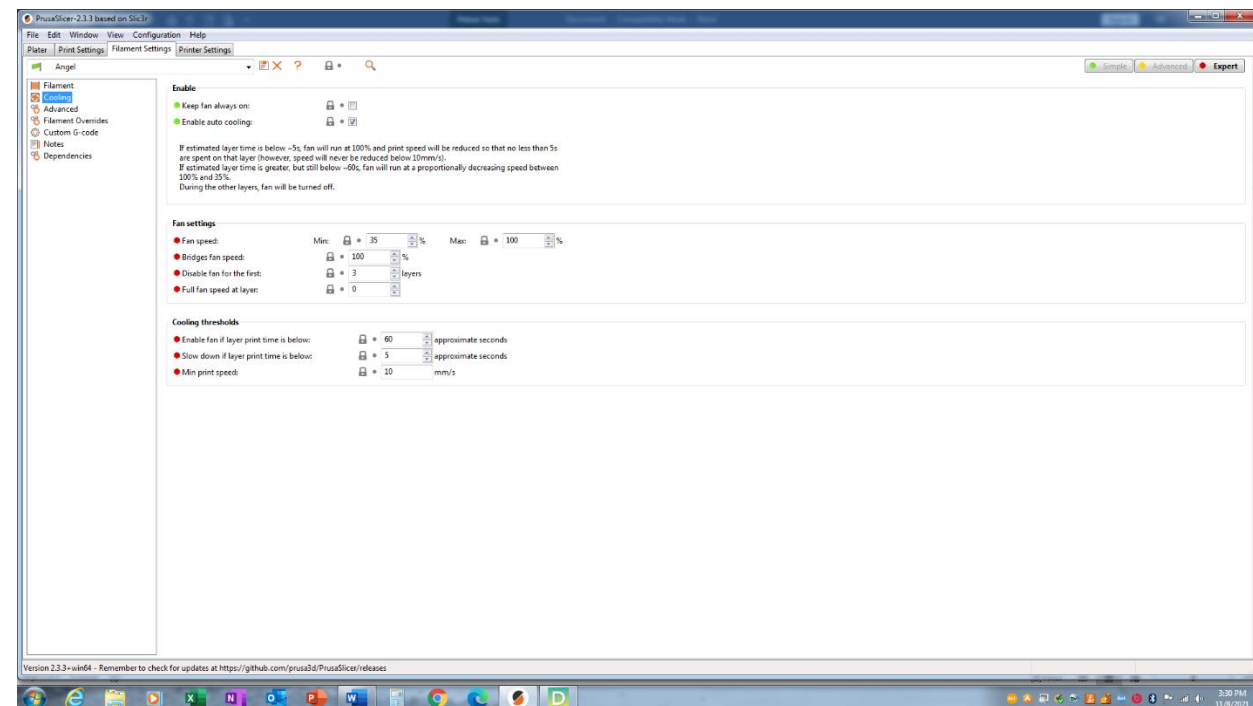 PrusaSlicer-2.3.3 based on Slic3r
File Edit Window View Configuration Help
Plater Print Settings Filament Settings Printer Settings
Angel
Simple Advanced Expert
Filament
Cooling
Advanced
Filament Overrides
Custom G-code
Notes
Dependencies
Enable
Keep fan always on:
Enable auto cooling:
If estimated layer time is below ~5s, fan will run at 100% and print speed will be reduced so that no less than 5s
are spent on that layer (however, speed will never be reduced below 10mm/s).
If estimated layer time is greater, but still below ~60s, fan will run at a proportionally decreasing speed between
100% and 35%.
During the other layers, fan will be turned off.
Fan settings
Fan speed: Min: 35 % Max: 100 %
Bridges fan speed: 100 %
Disable fan for the first: 3 layers
Full fan speed at layer: 0
Cooling thresholds
Enable fan if layer print time is below: 60 approximate seconds
Slow down if layer print time is below: 5 approximate seconds
Min print speed: 10 mm/s
Version 2.3.3+win64 - Remember to check for updates at https://github.com/prusa3d/PrusaSlicer/releases
3:30 PM
11/8/2021